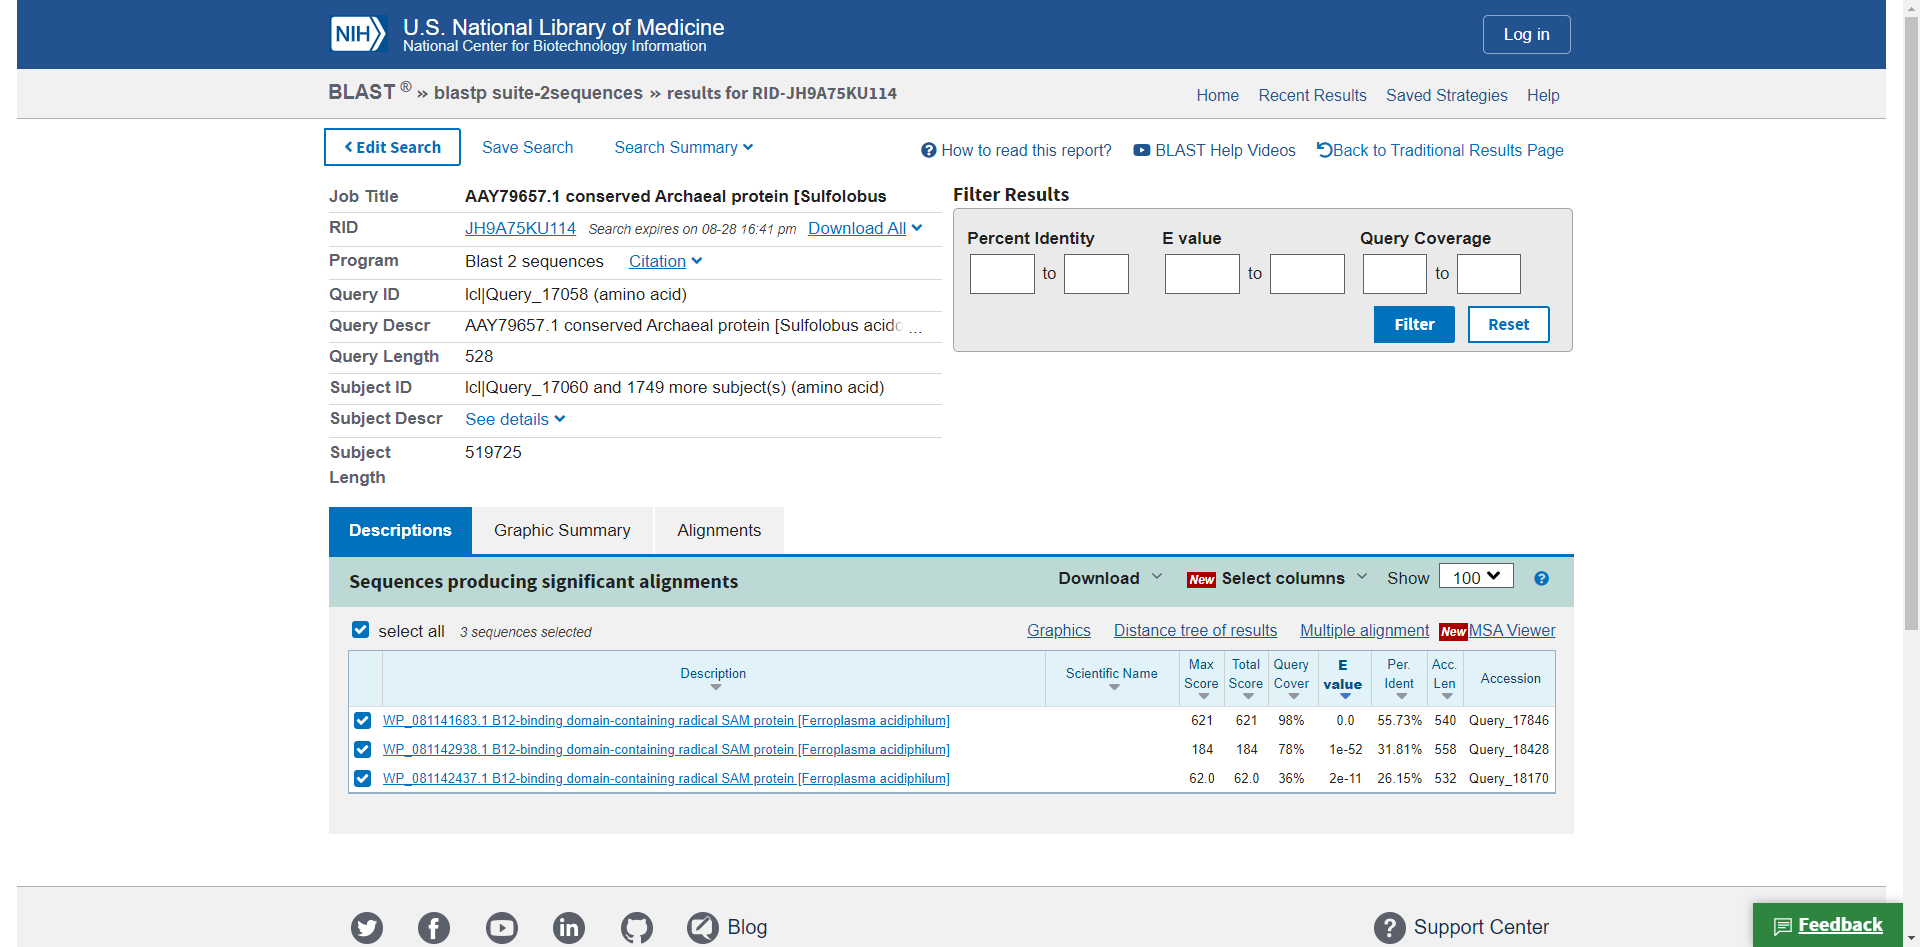 NIH U.S. National Library of Medicine
National Center for Biotechnology Information
Log in
BLAST ® » blastp suite-2sequences » results for RID-JH9A75KU114
Home Recent Results Saved Strategies Help
Edit Search Save Search Search Summary
How to read this report? BLAST Help Videos Back to Traditional Results Page
Job Title AAY79657.1 conserved Archaeal protein [Sulfolobus
RID JH9A75KU114 Search expires on 08-28 16:41 pm Download All
Program Blast 2 sequences Citation
Query ID lcl|Query_17058 (amino acid)
Query Descr AAY79657.1 conserved Archaeal protein [Sulfolobus acido ...
Query Length 528
Subject ID lcl|Query_17060 and 1749 more subject(s) (amino acid)
Subject Descr See details
Subject Length 519725
Filter Results
Percent Identity E value Query Coverage
to to to
Filter Reset
Descriptions Graphic Summary Alignments
Sequences producing significant alignments Download New Select columns Show 100 ?
select all 3 sequences selected Graphics Distance tree of results Multiple alignment New MSA Viewer
Description Scientific Name Max Score Total Score Query Cover E value Per. Ident Acc. Len Accession
WP_081141683.1 B12-binding domain-containing radical SAM protein [Ferroplasma acidiphilum] 621 621 98% 0.0 55.73% 540 Query_17846
WP_081142938.1 B12-binding domain-containing radical SAM protein [Ferroplasma acidiphilum] 184 184 78% 1e-52 31.81% 558 Query_18428
WP_081142437.1 B12-binding domain-containing radical SAM protein [Ferroplasma acidiphilum] 62.0 62.0 36% 2e-11 26.15% 532 Query_18170
Blog Support Center
Feedback